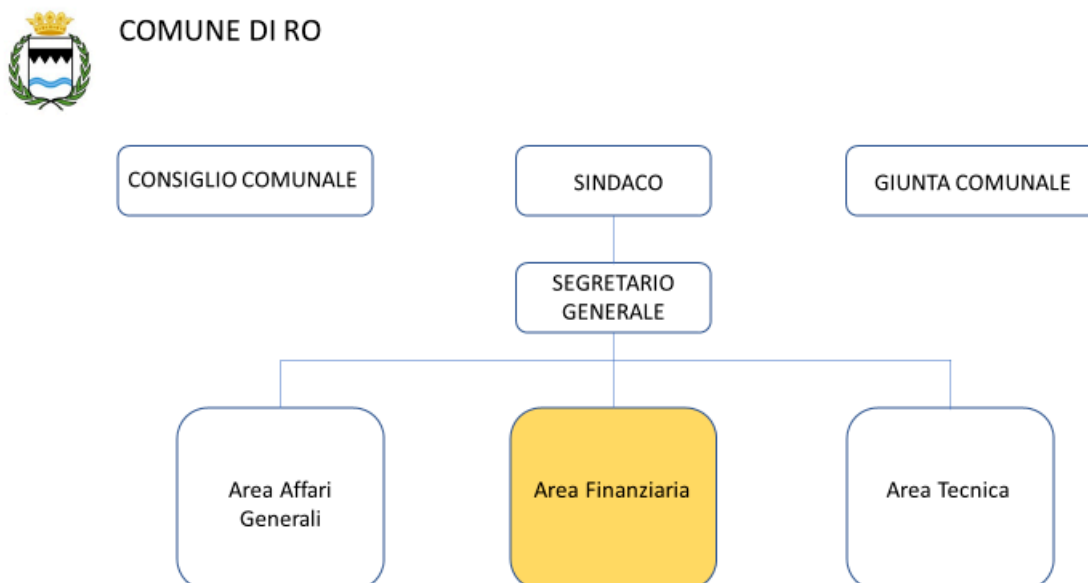 COMUNE DI RO
CONSIGLIO COMUNALE
SINDACO
GIUNTA COMUNALE
SEGRETARIO
GENERALE
Area Affari
Generali
Area Finanziaria
Area Tecnica